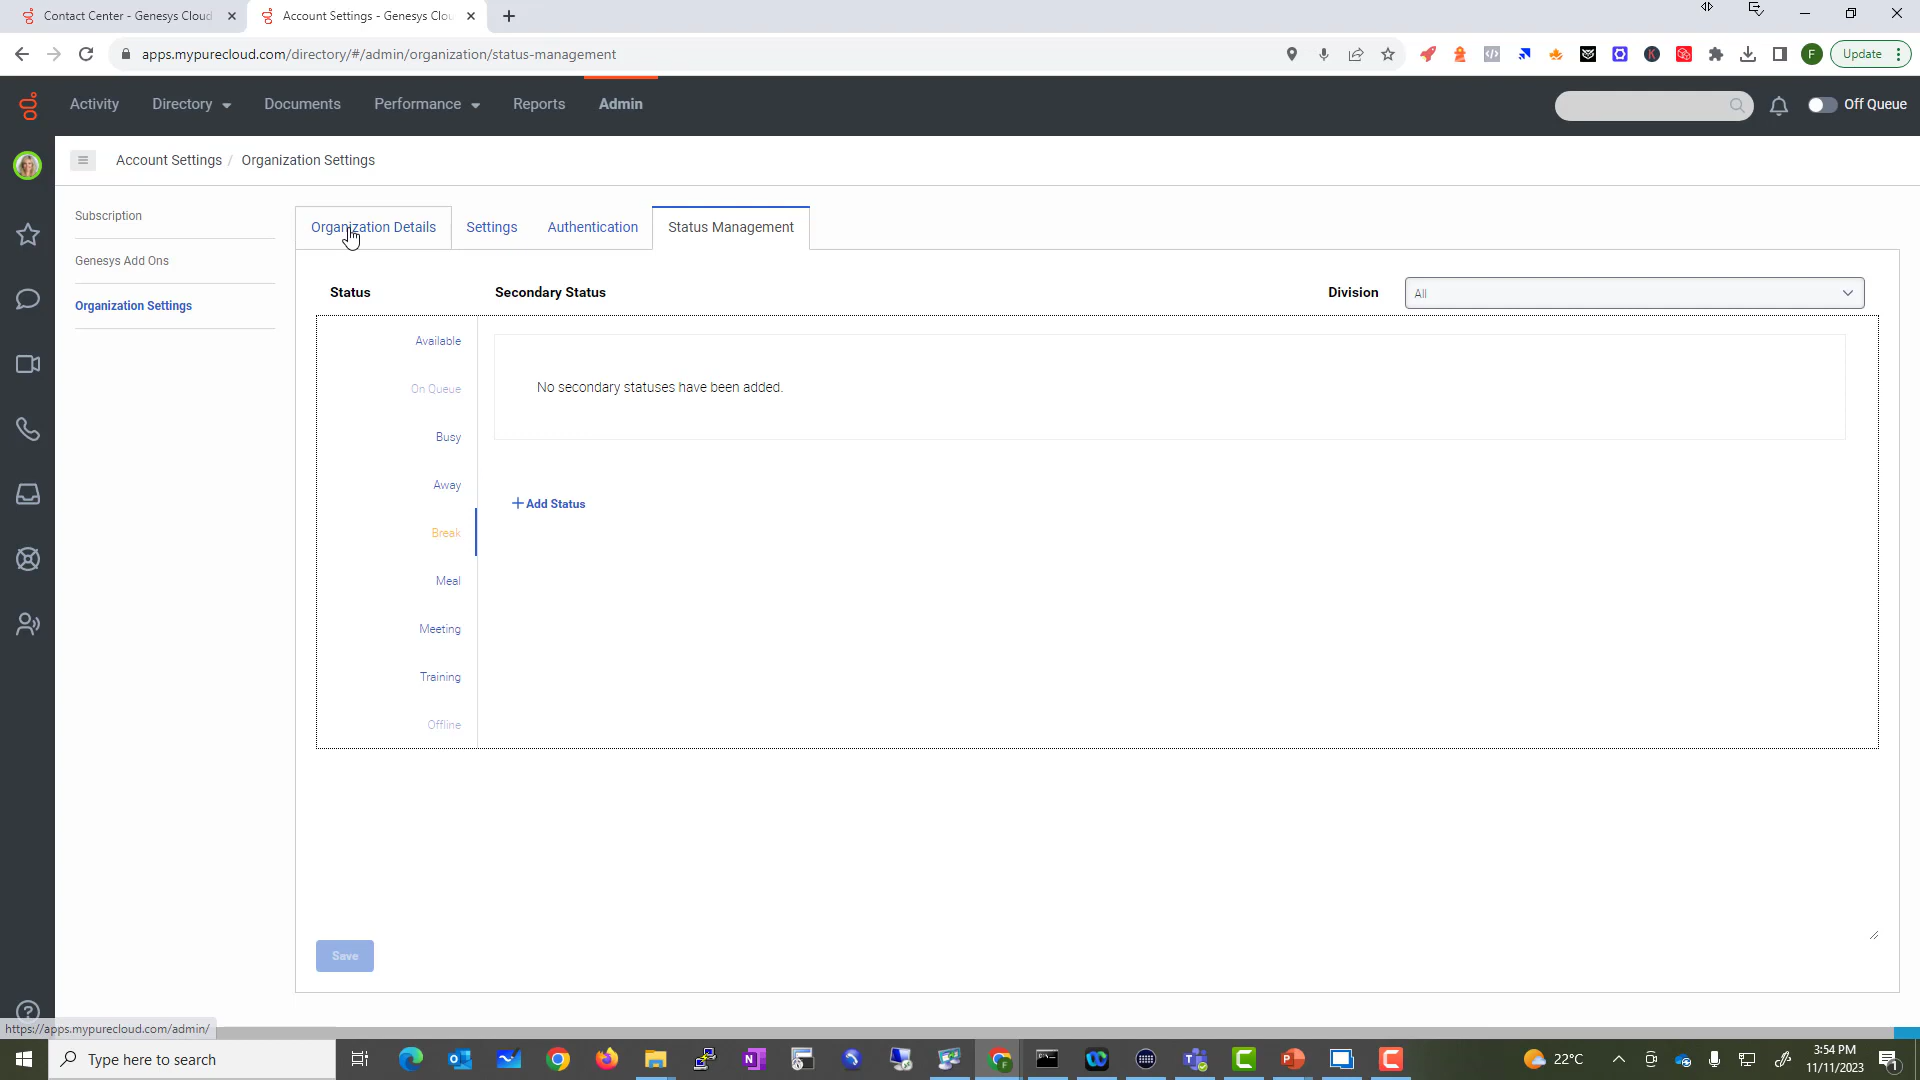 Contact Center - Genesys Cloud
Account Settings - Genesys Clou
apps.mypurecloud.com/directory/#/admin/organization/status-management
Update
Activity
Directory
Documents
Performance
Reports
Admin
Off Queue
Account Settings / Organization Settings
Subscription
Genesys Add Ons
Organization Settings
Organization Details
Settings
Authentication
Status Management
Status
Secondary Status
Division
All
Available
On Queue
Busy
Away
Break
Meal
Meeting
Training
Offline
No secondary statuses have been added.
+ Add Status
Save
https://apps.mypurecloud.com/admin/
Type here to search
22°C
3:54 PM
11/11/2023